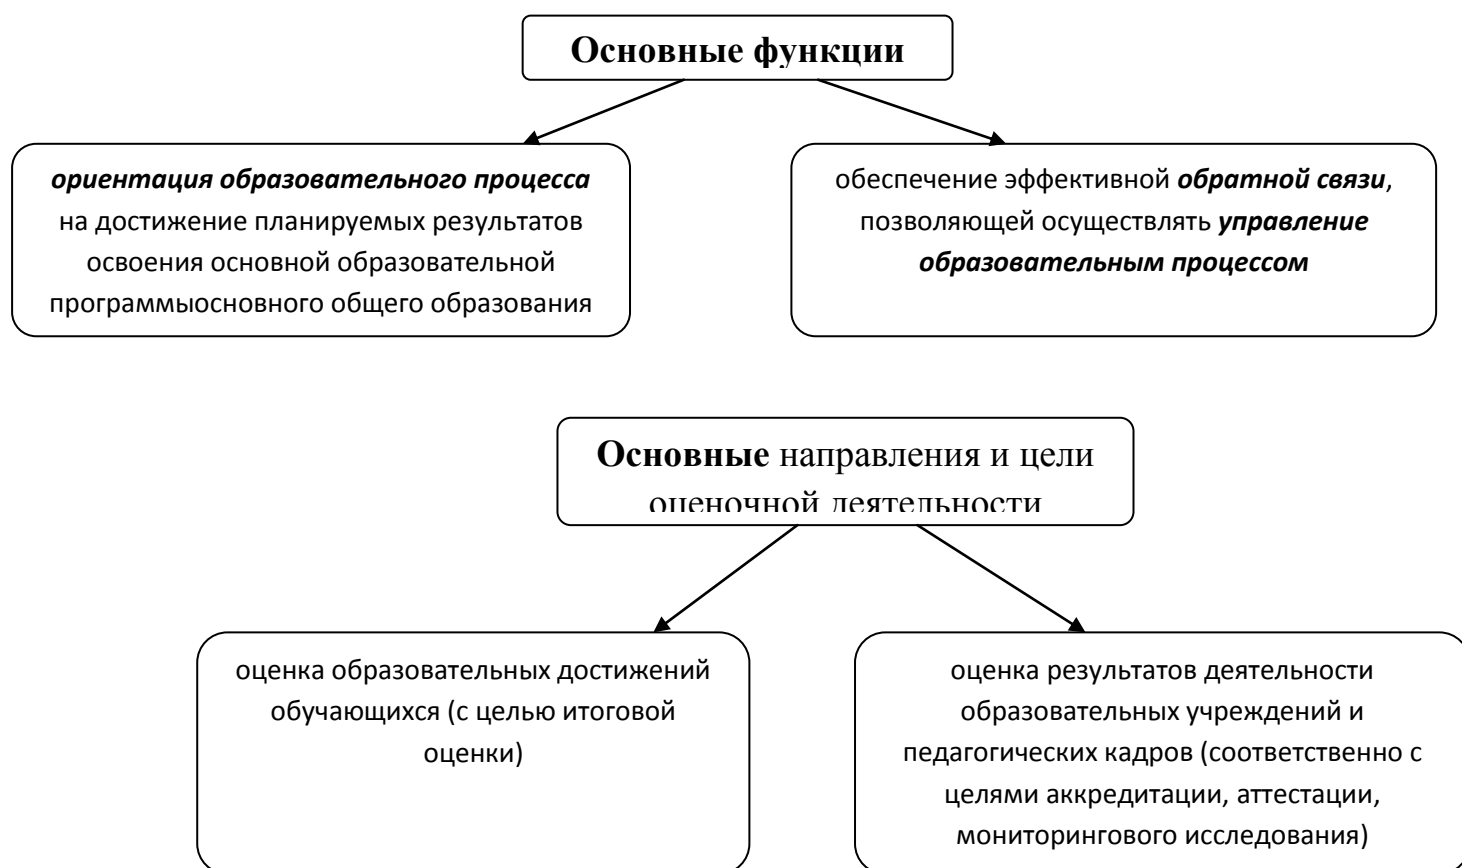 Основные функции
ориентация образовательного процесса
на достижение планируемых результатов
освоения основной образовательной
программыосновного общего образования
обеспечение эффективной обратной связи,
позволяющей осуществлять управление
образовательным процессом
Основные направления и цели
оценочной деятельности
оценка образовательных достижений
обучающихся (с целью итоговой
оценки)
оценка результатов деятельности
образовательных учреждений и
педагогических кадров (соответственно с
целями аккредитации, аттестации,
мониторингового исследования)